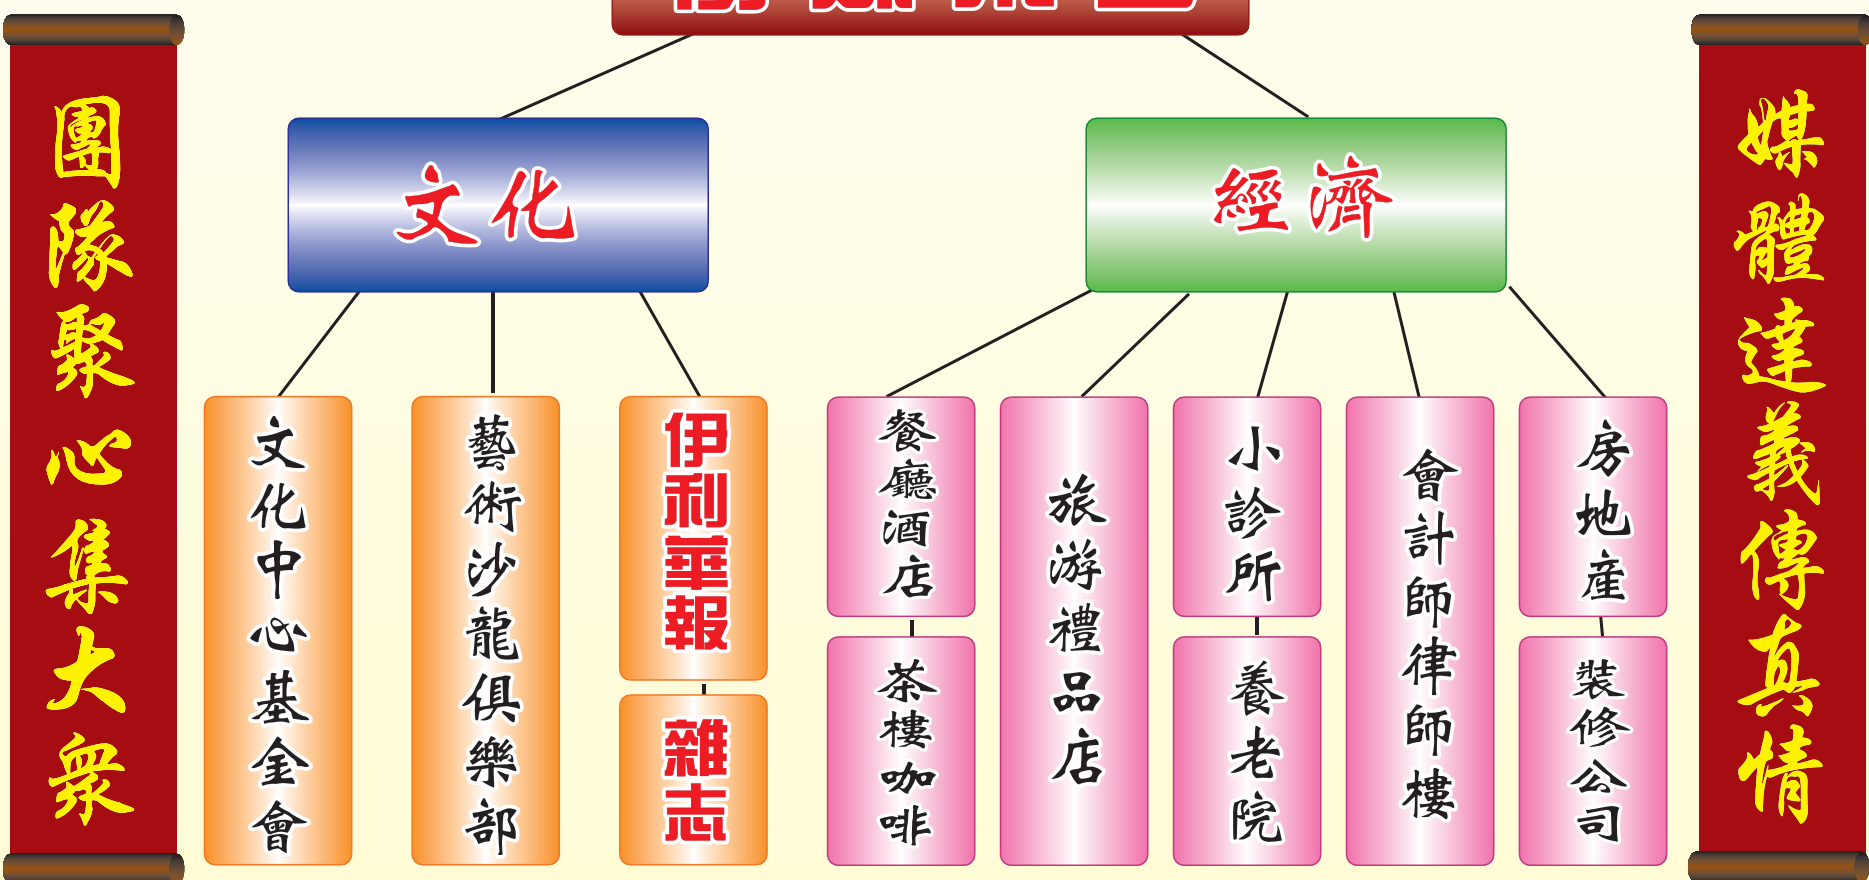 團隊聚心集大衆
媒體達義傳真情
文化
經濟
文化中心基金會
藝術沙龍俱樂部
伊利華報
雜志
餐廳酒店
茶樓咖啡
旅游禮品店
小診所
養老院
會計師律師樓
房地産
裝修公司